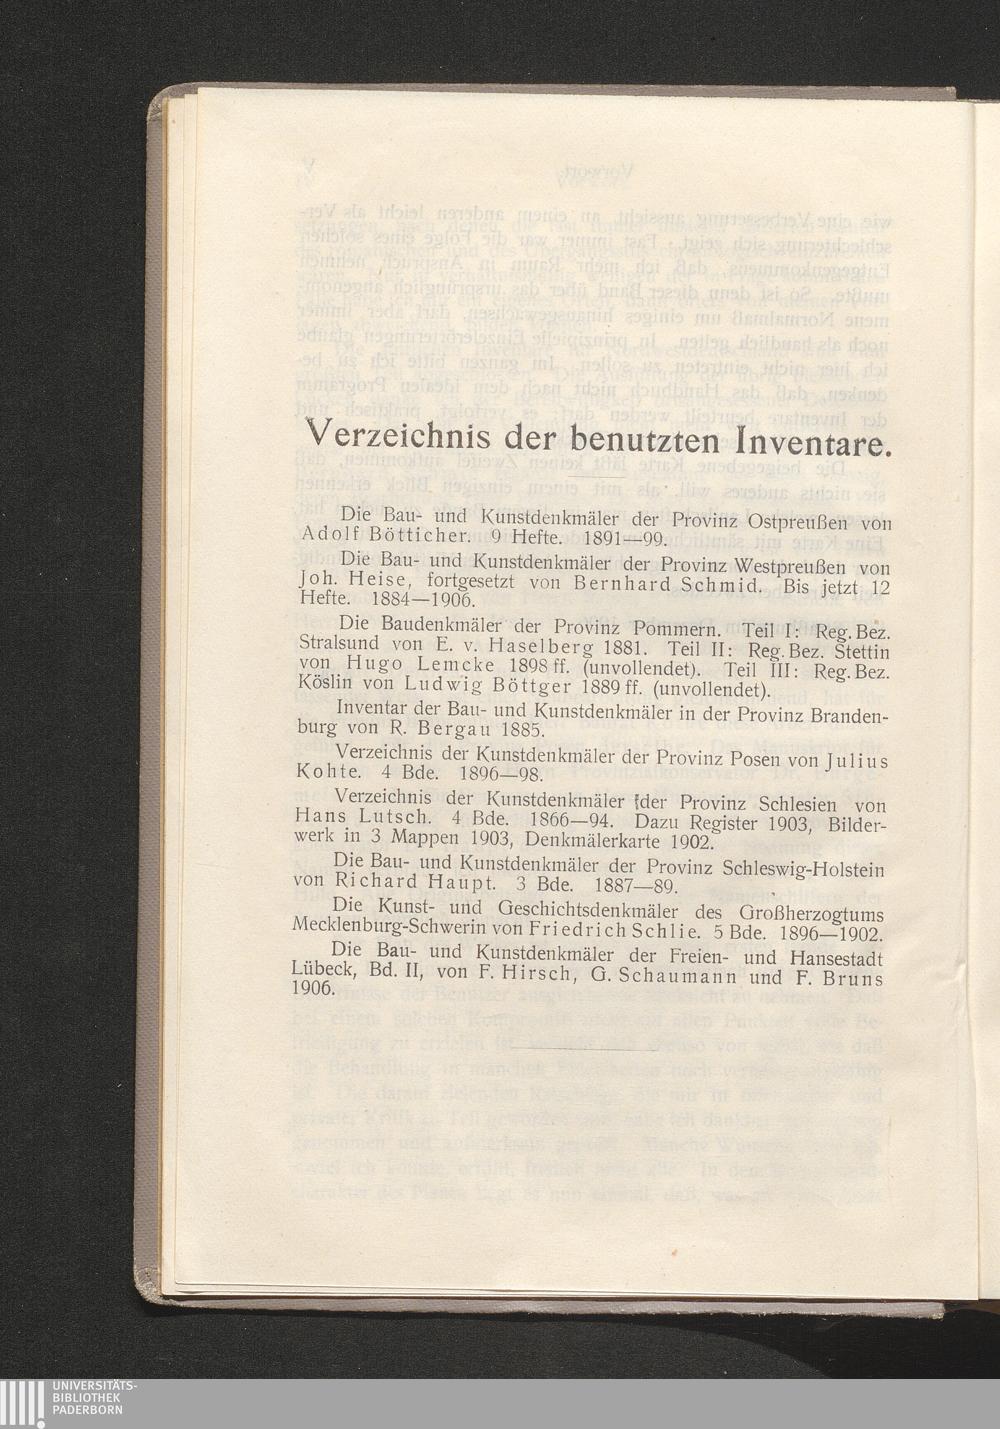 Verzeichnis der benutzten Inventare.
Die Bau- und Kunstdenkmäler der Provinz Ostpreußen von
Adolf Bötticher. 9 Hefte. 1891—99.
Die Bau- und Kunstdenkmäler der Provinz Westpreußen von
Joh. Heise, fortgesetzt von Bernhard Schmid. Bis jetzt 12
Hefte. 1884—1906.
Die Baudenkmäler der Provinz Pommern. Teil I: Reg. Bez.
Stralsund von E. v. Haselberg 1881. Teil II: Reg. Bez. Stettin
von Hugo Lemcke 1898 ff. (unvollendet). Teil III: Reg. Bez.
Köslin von Ludwig Böttger 1889 ff. (unvollendet).
Inventar der Bau- und Kunstdenkmäler in der Provinz Branden-
burg von R. Bergau 1885.
Verzeichnis der Kunstdenkmäler der Provinz Posen von Julius
Kohte. 4 Bde. 1896—98.
Verzeichnis der Kunstdenkmäler der Provinz Schlesien von
Hans Lutsch. 4 Bde. 1866—94. Dazu Register 1903, Bilder-
werk in 3 Mappen 1903, Denkmälerkarte 1902.
Die Bau- und Kunstdenkmäler der Provinz Schleswig-Holstein
von Richard Haupt. 3 Bde. 1887—89.
Die Kunst- und Geschichtsdenkmäler des Großherzogtums
Mecklenburg-Schwerin von Friedrich Schlie. 5 Bde. 1896—1902.
Die Bau- und Kunstdenkmäler der Freien- und Hansestadt
Lübeck, Bd. II, von F. Hirsch, G. Schaumann und F. Bruns
1906.
UNIVERSITÄTS-
BIBLIOTHEK
PADERBORN